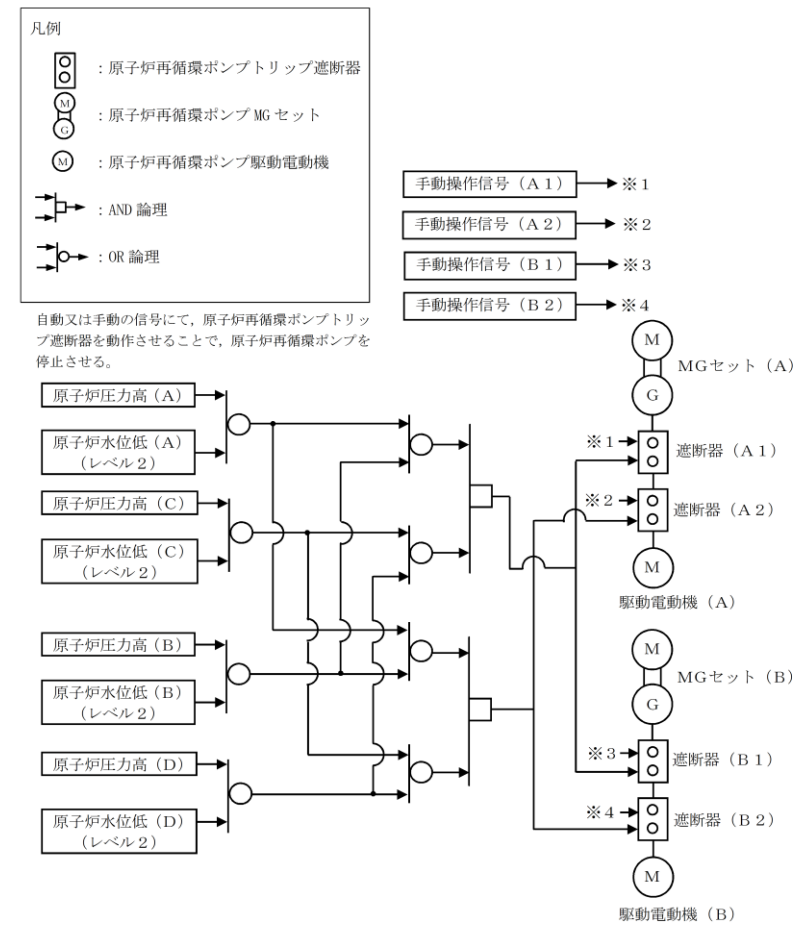 凡例
：原子炉再循環ポンプトリップ遮断器
M
G
：原子炉再循環ポンプ MG セット
M
：原子炉再循環ポンプ駆動電動機
：AND 論理
：OR 論理
自動又は手動の信号にて，原子炉再循環ポンプトリッ
プ遮断器を動作させることで，原子炉再循環ポンプを
停止させる。
手動操作信号（Ａ１）
※１
手動操作信号（Ａ２）
※２
手動操作信号（Ｂ１）
※３
手動操作信号（Ｂ２）
※４
原子炉圧力高（Ａ）
原子炉水位低（Ａ）
（レベル２）
原子炉圧力高（Ｃ）
原子炉水位低（Ｃ）
（レベル２）
原子炉圧力高（Ｂ）
原子炉水位低（Ｂ）
（レベル２）
原子炉圧力高（Ｄ）
原子炉水位低（Ｄ）
（レベル２）
M
MGセット（Ａ）
G
※１
遮断器（Ａ１）
※２
遮断器（Ａ２）
M
駆動電動機（Ａ）
M
MGセット（Ｂ）
G
※３
遮断器（Ｂ１）
※４
遮断器（Ｂ２）
M
駆動電動機（Ｂ）